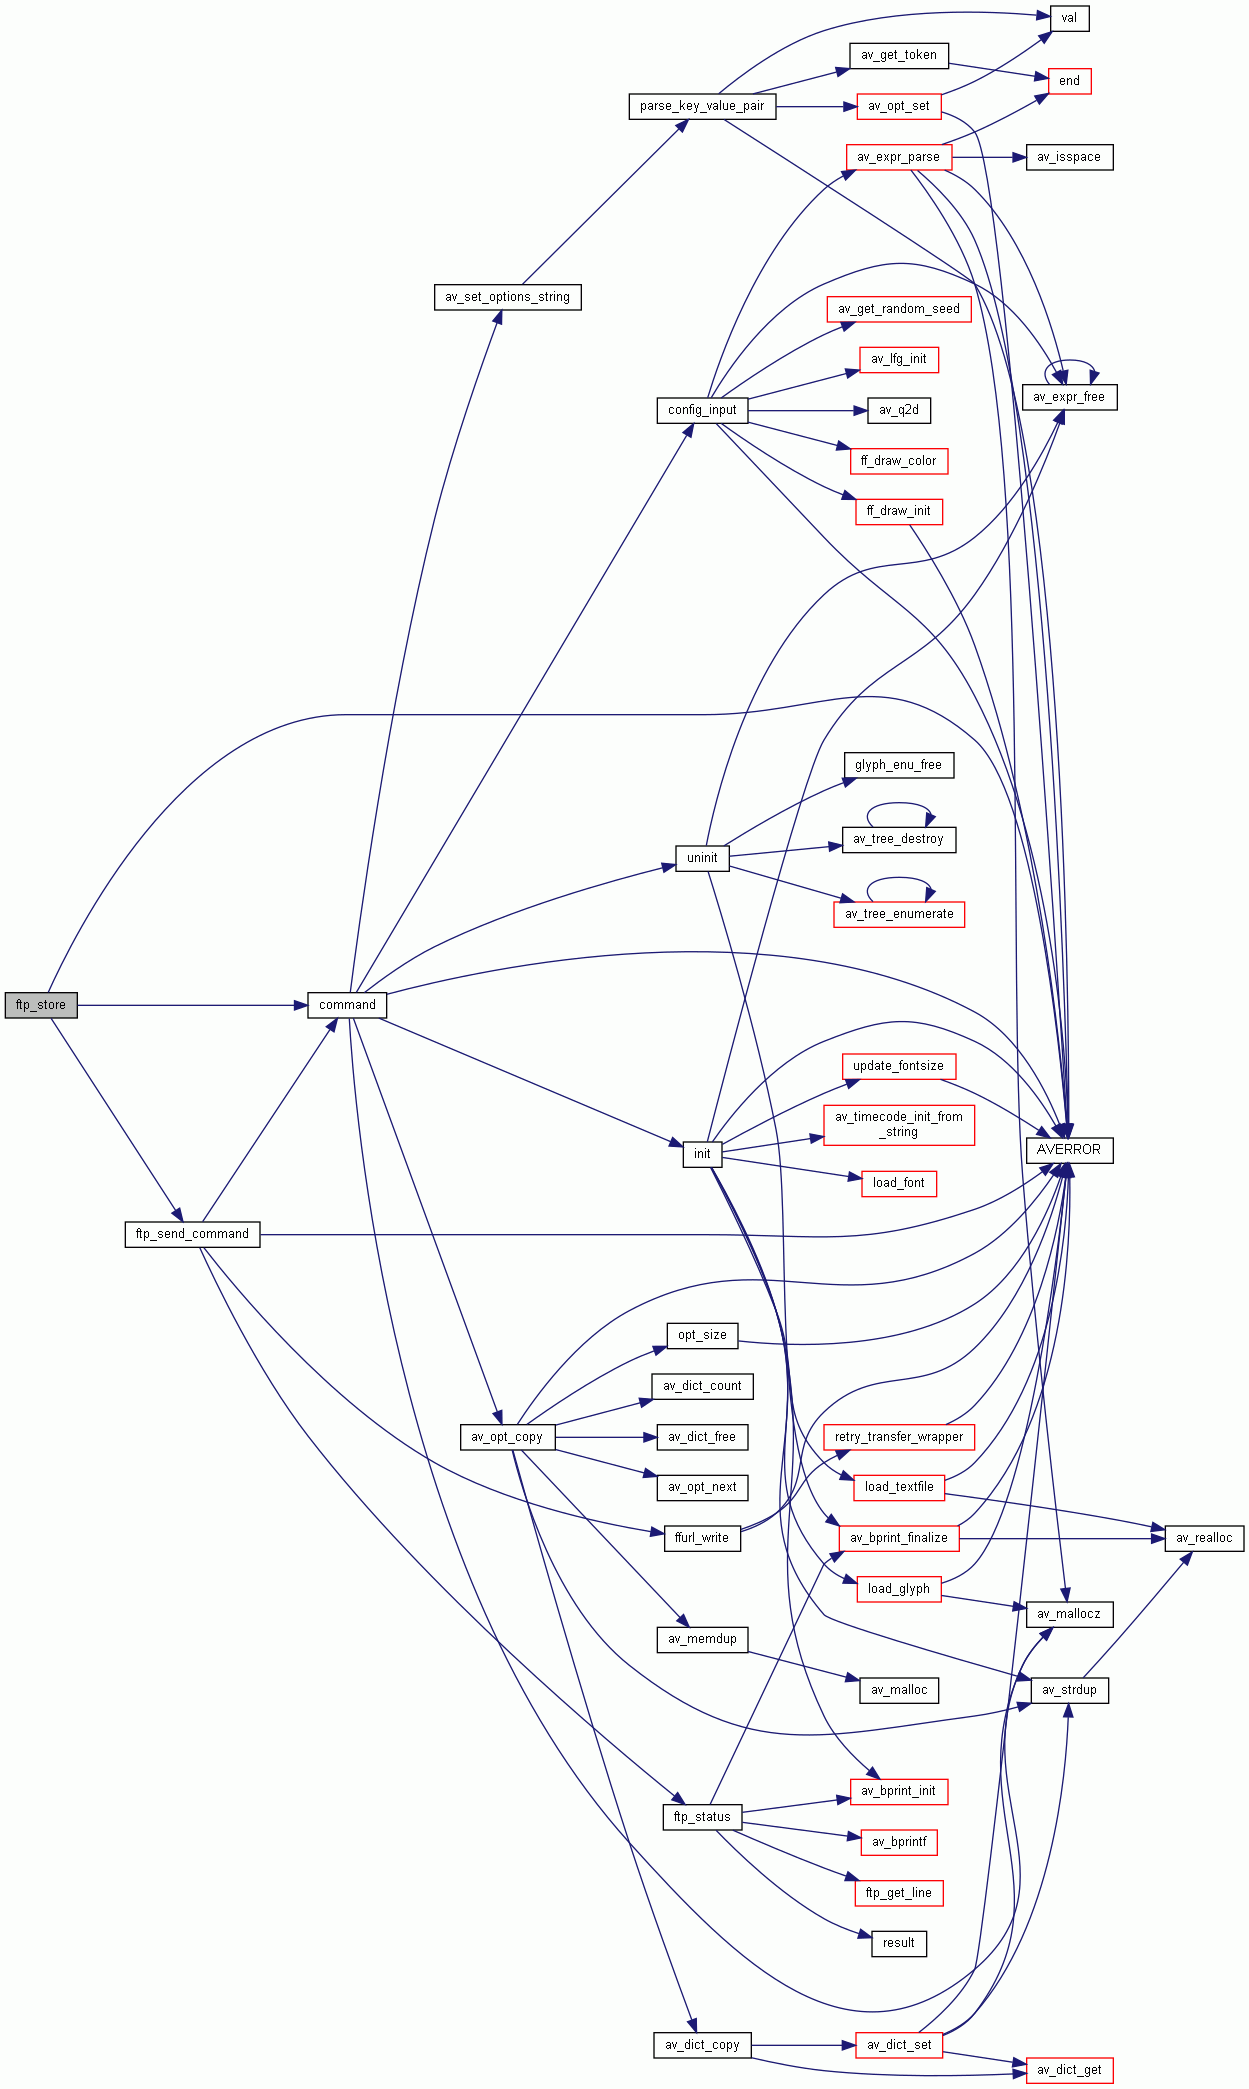 val
av_get_token
end
parse_key_value_pair
av_opt_set
av_expr_parse
av_isspace
av_set_options_string
av_get_random_seed
av_lfg_init
av_expr_free
config_input
av_q2d
ff_draw_color
ff_draw_init
glyph_enu_free
av_tree_destroy
uninit
av_tree_enumerate
ftp_store
command
update_fontsize
av_timecode_init_from
_string
init
AVERROR
load_font
ftp_send_command
opt_size
av_dict_count
av_opt_copy
av_dict_free
retry_transfer_wrapper
av_opt_next
load_textfile
ffurl_write
av_bprint_finalize
av_realloc
load_glyph
av_mallocz
av_memdup
av_malloc
av_strdup
av_bprint_init
ftp_status
av_bprintf
ftp_get_line
result
av_dict_copy
av_dict_set
av_dict_get